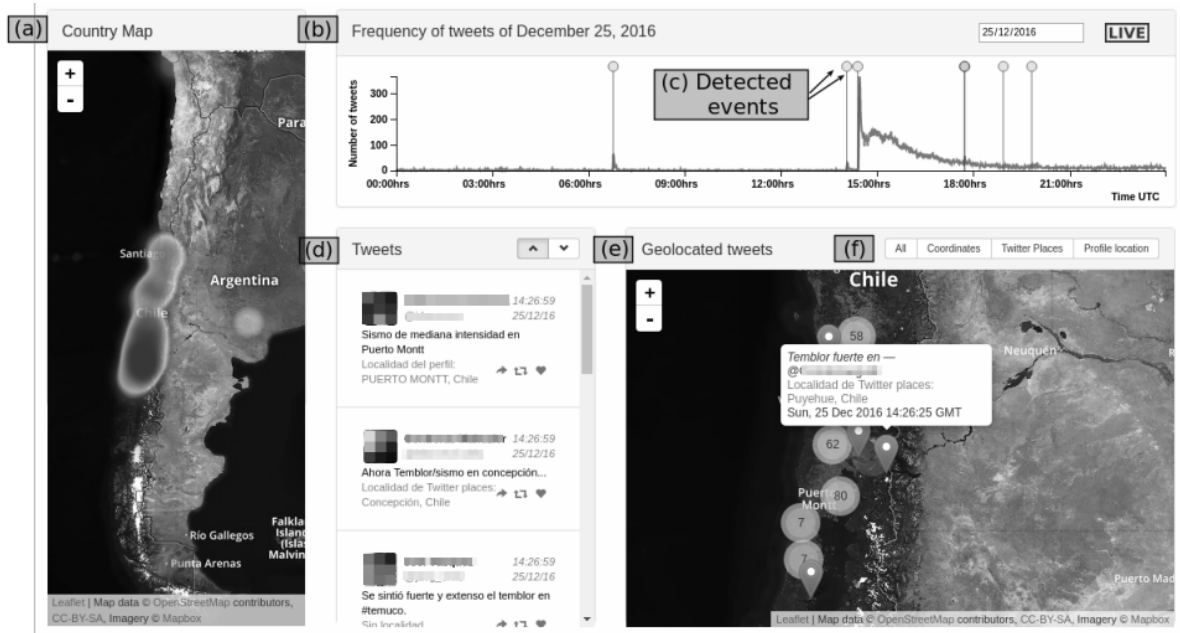 (a)
Country Map
+
-
Para
Santiag
Chile
Argentina
Río Gallegos
Punta Arenas
Falkla
Island
(Islas
Malvin
Leaflet | Map data © OpenStreetMap contributors,
CC-BY-SA, Imagery © Mapbox
(b)
Frequency of tweets of December 25, 2016
25/12/2016
LIVE
(c) Detected
events
Number of tweets
300
200
100
0
00:00hrs 03:00hrs 06:00hrs 09:00hrs 12:00hrs 15:00hrs 18:00hrs 21:00hrs
Time UTC
(d)
Tweets
14:26:59
25/12/16
Sismo de mediana intensidad en
Puerto Montt
Localidad del perfil:
PUERTO MONTT, Chile
14:26:59
25/12/16
Ahora Temblor/sismo en concepción...
Localidad de Twitter places:
Concepción, Chile
14:26:59
25/12/16
Se sintió fuerte y extenso el temblor en
#temuco.
Sin localidad
(e)
Geolocated tweets
(f)
All Coordinates Twitter Places Profile location
+
-
Chile
58
Neuquén
Temblor fuerte en —
@
Localidad de Twitter places:
Puyehue, Chile
Sun, 25 Dec 2016 14:26:25 GMT
62
Puer
Montt
80
7
7
Puerto Mad
Leaflet | Map data © OpenStreetMap contributors, CC-BY-SA, Imagery © Mapbox